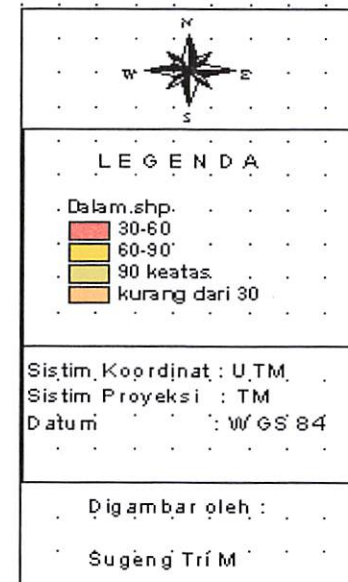 N
W E
S
LEGENDA
Dalam.shp
30-60
60-90
90 keatas
kurang dari 30
Sistim Koordinat : UTM
Sistim Proyeksi : TM
Datum : WGS 84
Digambar oleh :
Sugeng Tri M